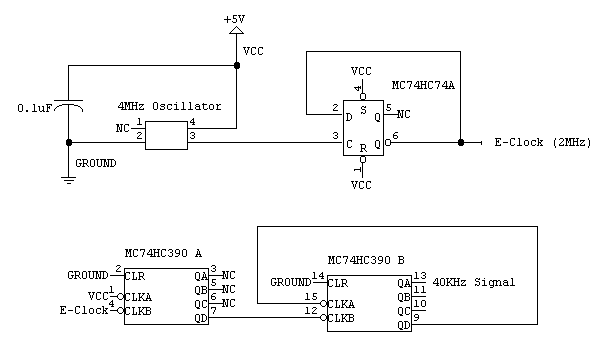 +5V
VCC
0.1uF
4MHz Oscillator
NC 1 4
2 3
GROUND
VCC
MC74HC74A
4
S
2 D Q 5 NC
3 C R Q 6
E-Clock (2MHz)
1
VCC
MC74HC390 A
GROUND 2 CLR QA 3 NC
QB 5 NC
VCC 1 CLKA QC 6 NC
E-Clock 4 CLKB QD 7
MC74HC390 B
GROUND 14 CLR QA 13 40KHz Signal
QB 11
15 CLKA QC 10
12 CLKB QD 9